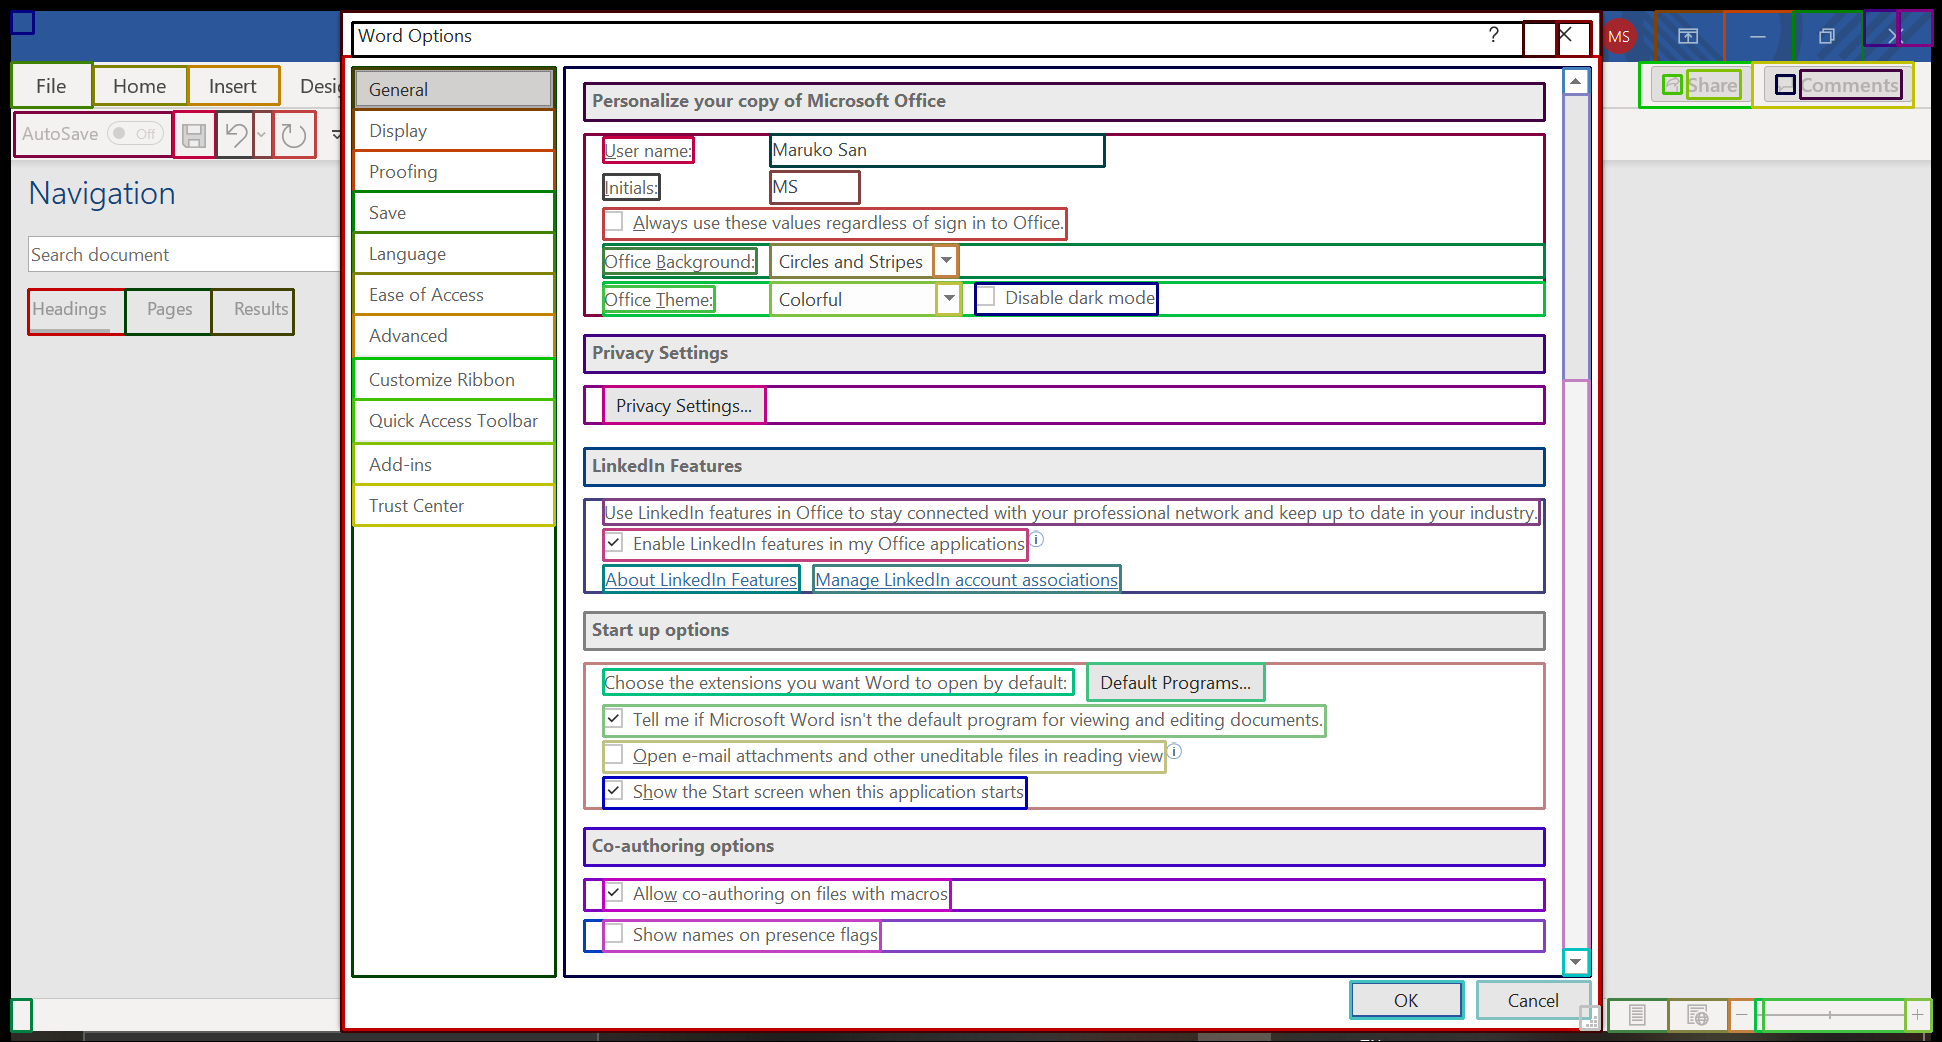 Word Options
?
MS
File
Home
Insert
Share
Comments
AutoSave
Off
Navigation
Search document
Headings
Pages
Results
General
Display
Proofing
Save
Language
Ease of Access
Advanced
Customize Ribbon
Quick Access Toolbar
Add-ins
Trust Center
Personalize your copy of Microsoft Office
User name:
Maruko San
Initials:
MS
Always use these values regardless of sign in to Office.
Office Background:
Circles and Stripes
Office Theme:
Colorful
Disable dark mode
Privacy Settings
Privacy Settings...
LinkedIn Features
Use LinkedIn features in Office to stay connected with your professional network and keep up to date in your industry.
Enable LinkedIn features in my Office applications
About LinkedIn Features
Manage LinkedIn account associations
Start up options
Choose the extensions you want Word to open by default:
Default Programs...
Tell me if Microsoft Word isn't the default program for viewing and editing documents.
Open e-mail attachments and other uneditable files in reading view
Show the Start screen when this application starts
Co-authoring options
Allow co-authoring on files with macros
Show names on presence flags
OK
Cancel